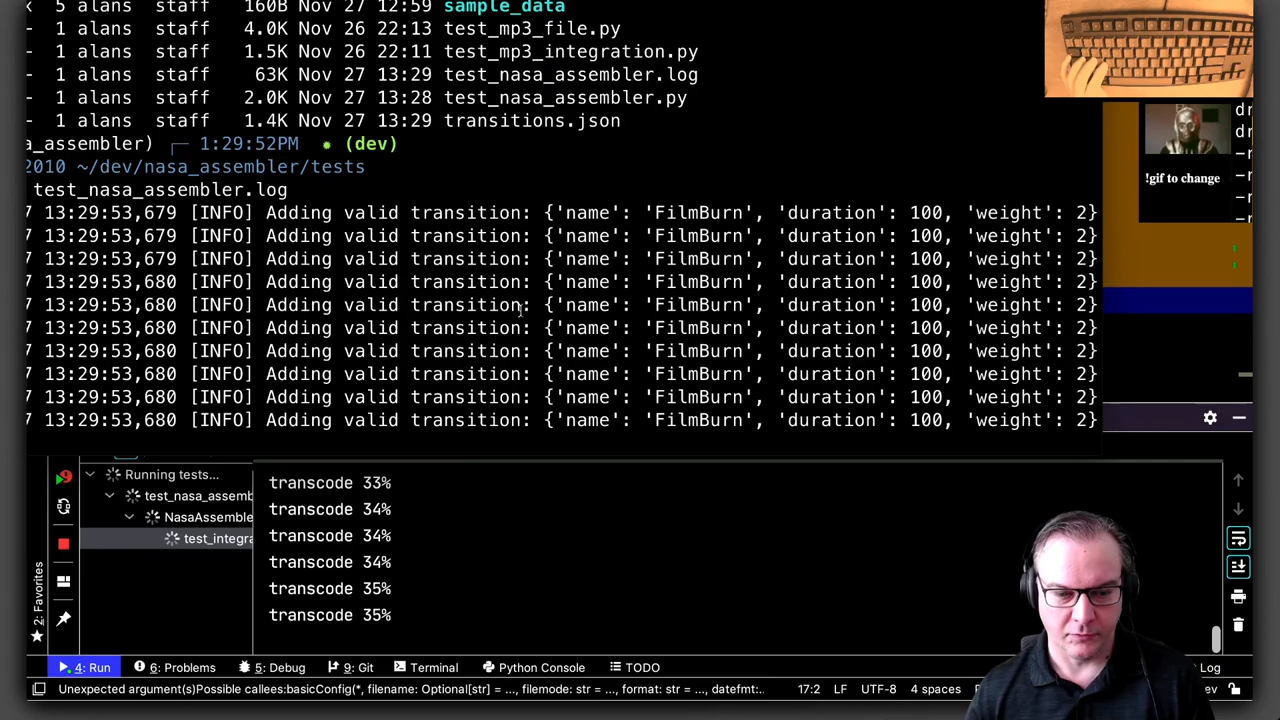 5 alans staff 160B Nov 27 12:59 sample_data
- 1 alans staff 4.0K Nov 26 22:13 test_mp3_file.py
- 1 alans staff 1.5K Nov 26 22:11 test_mp3_integration.py
- 1 alans staff 63K Nov 27 13:29 test_nasa_assembler.log
- 1 alans staff 2.0K Nov 27 13:28 test_nasa_assembler.py
- 1 alans staff 1.4K Nov 27 13:29 transitions.json
a_assembler) 1:29:52PM (dev)
2010 ~/dev/nasa_assembler/tests
test_nasa_assembler.log
7 13:29:53,679 [INFO] Adding valid transition: {'name': 'FilmBurn', 'duration': 100, 'weight': 2}
7 13:29:53,679 [INFO] Adding valid transition: {'name': 'FilmBurn', 'duration': 100, 'weight': 2}
7 13:29:53,679 [INFO] Adding valid transition: {'name': 'FilmBurn', 'duration': 100, 'weight': 2}
7 13:29:53,680 [INFO] Adding valid transition: {'name': 'FilmBurn', 'duration': 100, 'weight': 2}
7 13:29:53,680 [INFO] Adding valid transition: {'name': 'FilmBurn', 'duration': 100, 'weight': 2}
7 13:29:53,680 [INFO] Adding valid transition: {'name': 'FilmBurn', 'duration': 100, 'weight': 2}
7 13:29:53,680 [INFO] Adding valid transition: {'name': 'FilmBurn', 'duration': 100, 'weight': 2}
7 13:29:53,680 [INFO] Adding valid transition: {'name': 'FilmBurn', 'duration': 100, 'weight': 2}
7 13:29:53,680 [INFO] Adding valid transition: {'name': 'FilmBurn', 'duration': 100, 'weight': 2}
7 13:29:53,680 [INFO] Adding valid transition: {'name': 'FilmBurn', 'duration': 100, 'weight': 2}
!gif to change
dr
dr
-r
-r
-r
Running tests...
test_nasa_assemb
NasaAssemble
test_integra
transcode 33%
transcode 34%
transcode 34%
transcode 34%
transcode 35%
transcode 35%
2: Favorites
4: Run
6: Problems
5: Debug
9: Git
Terminal
Python Console
TODO
Log
Unexpected argument(s)Possible callees:basicConfig(*, filename: Optional[str] = ..., filemode: str = ..., format: str = ..., datefmt:..
17:2 LF UTF-8 4 spaces
ev